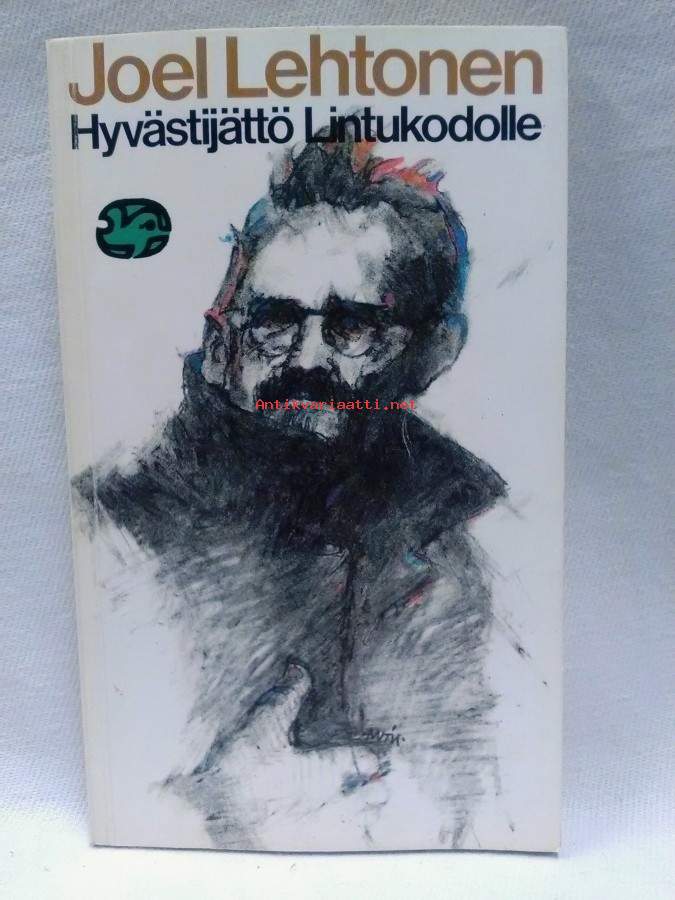 Joel Lehtonen
Hyvästijättö Lintukodolle
Antikvariaatti.net